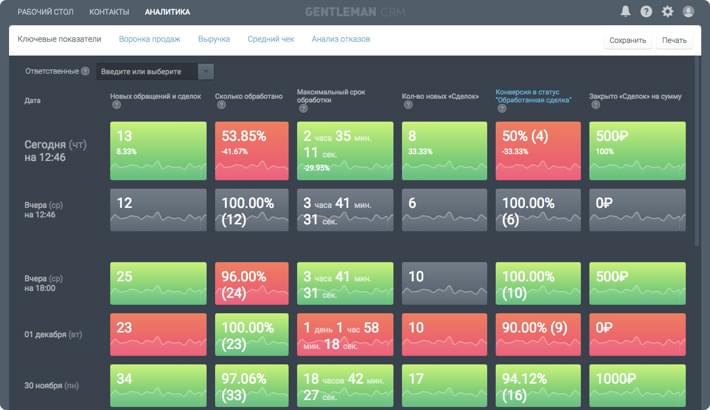 РАБОЧИЙ СТОЛ КОНТАКТЫ АНАЛИТИКА GENTLEMAN CRM
Ключевые показатели Воронка продаж Выручка Средний чек Анализ отказов Сохранить Печать
Ответственные Введите или выберите
Дата Новых обращений и сделок Сколько обработано Максимальный срок обработки Кол-во новых «Сделок» Конверсия в статус "Обработанная сделка" Закрыто «Сделок» на сумму
Сегодня (чт) 13 53.85% 2 часа 35 мин. 8 50% (4) 500₽
на 12:46 8.33% -41.67% 11 сек. 33.33% -33.33% 100%
-29.95%
Вчера (ср) 12 100.00% 3 часа 41 мин. 6 100.00% 0₽
на 12:46 (12) 31 сек. (6)
Вчера (ср) 25 96.00% 3 часа 41 мин. 10 100.00% 500₽
на 18:00 (24) 31 сек. (10)
01 декабря (вт) 23 100.00% 1 день 1 час 58 10 90.00% (9) 0₽
(23) мин. 18 сек.
30 ноября (пн) 34 97.06% 18 часов 42 мин. 17 94.12% 1000₽
(33) 27 сек. (16)